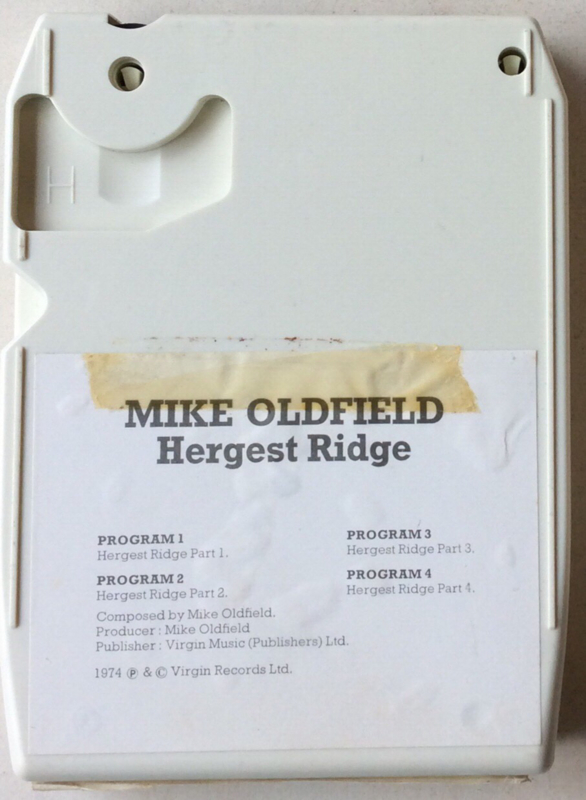 H
MIKE OLDFIELD
Hergest Ridge
PROGRAM 1
Hergest Ridge Part 1.
PROGRAM 2
Hergest Ridge Part 2.
PROGRAM 3
Hergest Ridge Part 3.
PROGRAM 4
Hergest Ridge Part 4.
Composed by Mike Oldfield.
Producer : Mike Oldfield
Publisher : Virgin Music (Publishers) Ltd.
1974 ℗ & © Virgin Records Ltd.